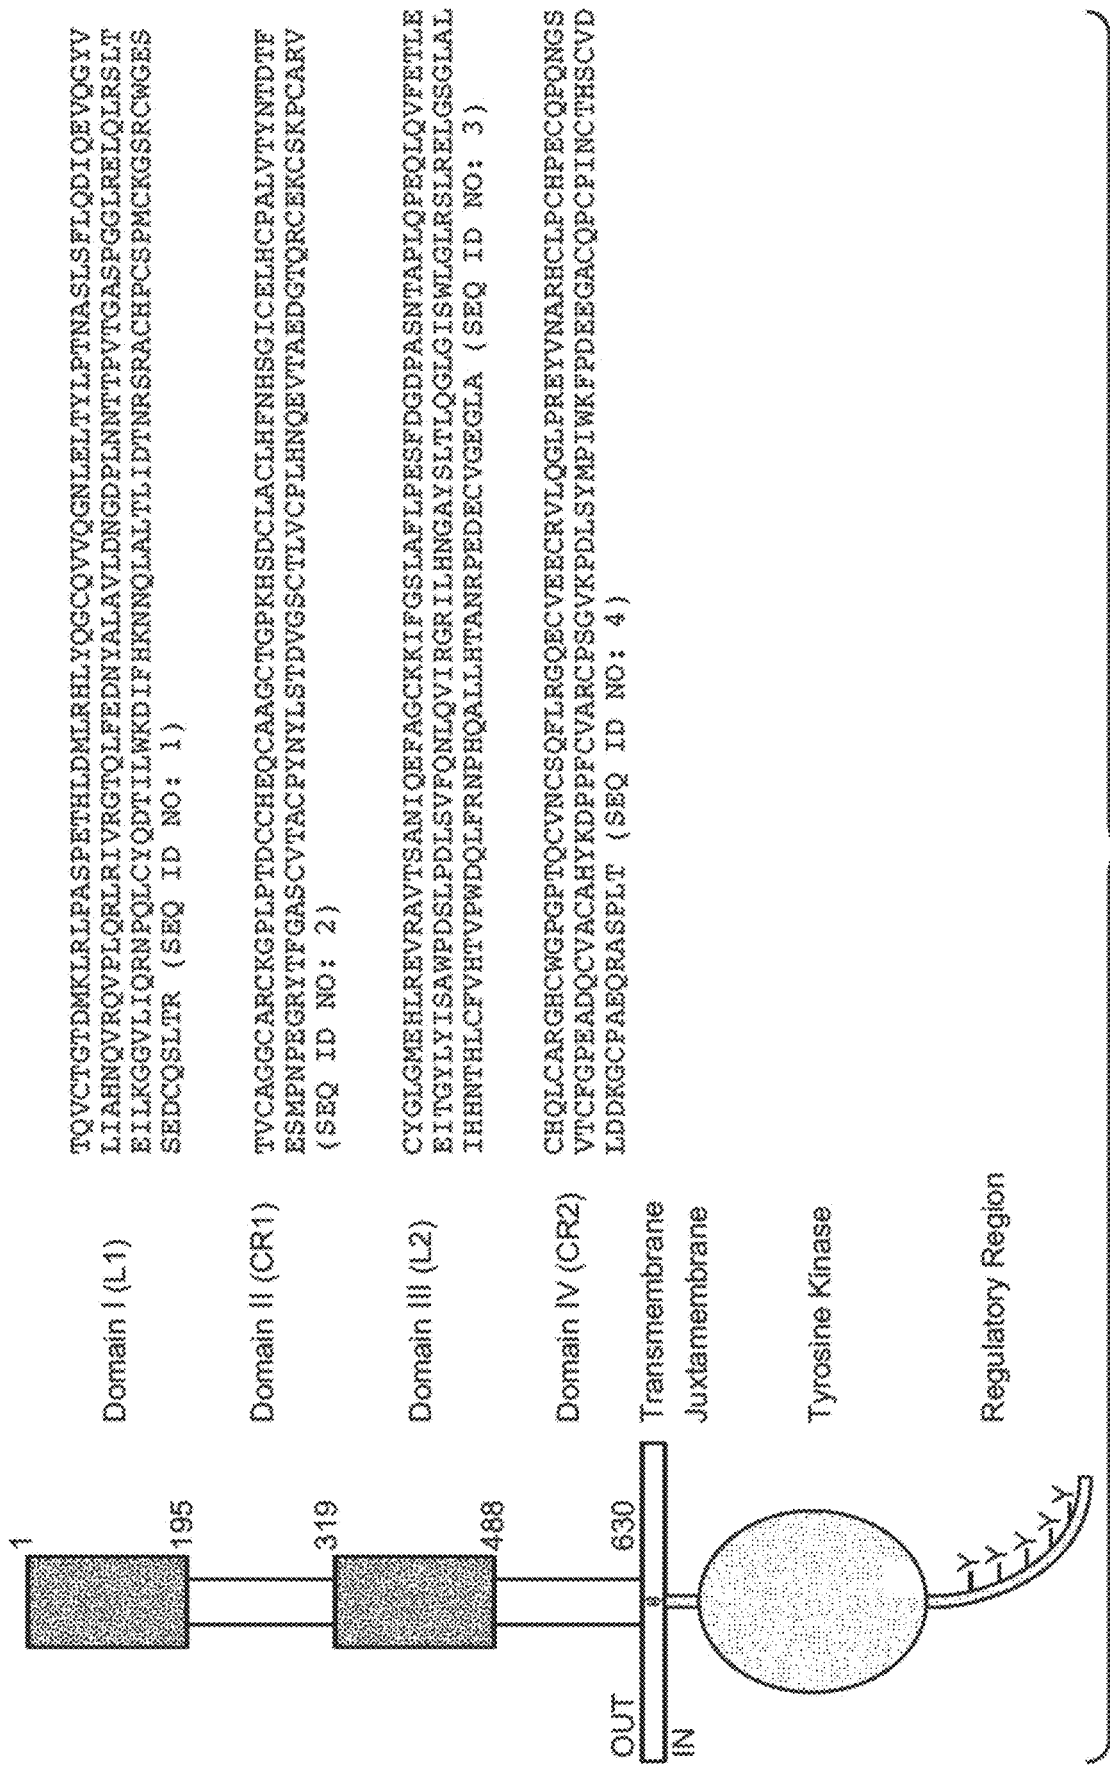 1
195
319
488
630
OUT
IN
Y
Y
Y
Y
Y
Domain I (L1)
TQVCTGTDMKLRLPASPETHLDMLRHLYQGCQVVQGNLELTYLPTNASLSFLQDIQEVQGYV
LIAHNQVRQVPLQRLRIVRGTQLFEDNYALAVLDNGDPLNNTTPVTGASPGGLRELQLRSLT
EILKGGVLIQRNPQLCYQDTILWKDIFHKNNQLALTLIDTNRSRACHPCSPMCKGSRCWGES
SEDCQSLTR (SEQ ID NO: 1)
Domain II (CR1)
TVCAGGCARCKGPLPTDCCHEQCAAGCTGPKHSDCLACLHFNHSGICELHCPALVTYNTDTF
ESMPNPEGRYTFGASCVTACPYNYLSTDVGSCTLVCPLHNQEVTAEDGTQRCEKCSKPCARV
(SEQ ID NO: 2)
Domain III (L2)
CYGLGMEHLREVRAVTSANIQEFAGCKKIFGSLAFLPESFDGDPASNTAPLQPEQLQVFETLE
EITGYLYISAWPDSLPDLSVFQNLQVIRGRILHNGAYSLTLQGLGISWLGLRSLRELGSGLAL
IHHNTHLCFVHTVPWDQLFRNPHQALLHTANRPEDECVGEGLA (SEQ ID NO: 3)
Domain IV (CR2)
CHQLCARGHCWGPGPTQCVNCSQFLRGQECVEECRVLQGLPREYVNARHCLPCHPECQPQNGS
VTCFGPEADQCVACAHYKDPPFCVARCPSGVKPDLSYMPIWKFPDEEGACQPCPINCTHSCVD
LDDKGCPAEQRASPLT (SEQ ID NO: 4)
Transmembrane
Juxtamembrane
Tyrosine Kinase
Regulatory Region